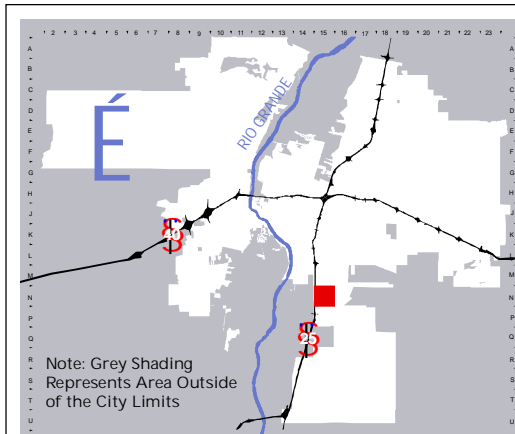 2 3 4 5 6 7 8 9 10 11 12 13 14 15 16 17 18 19 20 21 22 23
A A
B B
C C
D D
E E
F F
G G
H H
J J
K K
L L
M M
N N
P P
Q Q
R R
S S
T T
U U
É
RIO GRANDE
40
25
Note: Grey Shading
Represents Area Outside
of the City Limits